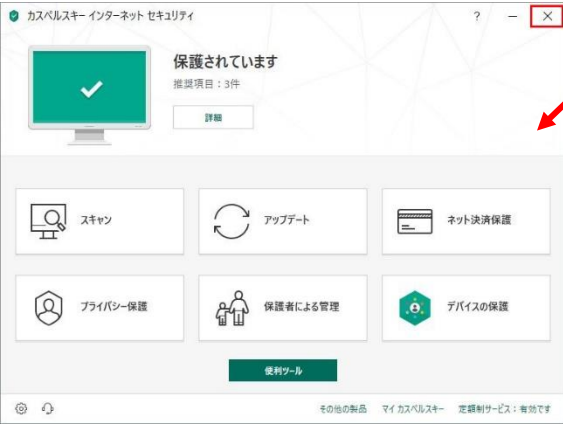 カスペルスキー インターネット セキュリティ
?
保護されています
推奨項目：3件
詳細
スキャン
アップデート
ネット決済保護
プライバシー保護
保護者による管理
デバイスの保護
便利ツール
その他の製品 マイ カスペルスキー 定額制サービス：有効です